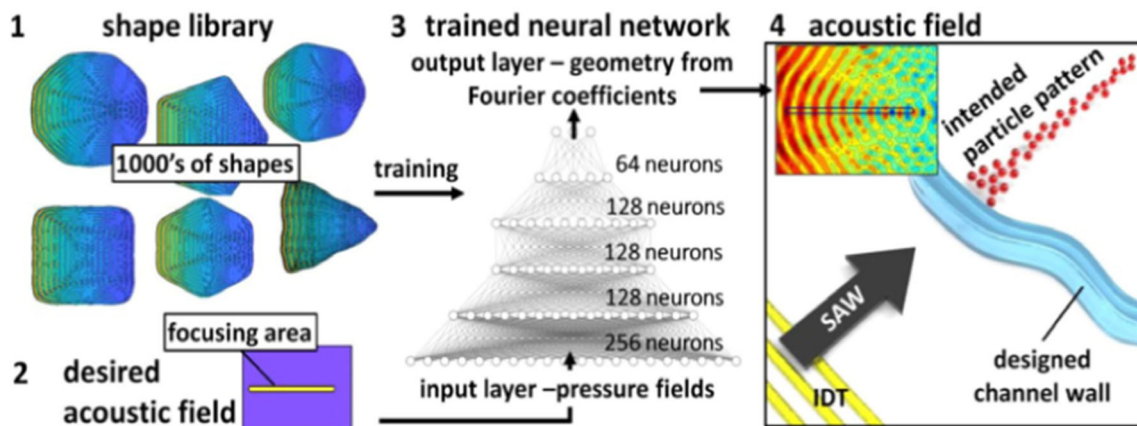 1 shape library
1000's of shapes
focusing area
2 desired
acoustic field
training
3 trained neural network
output layer – geometry from
Fourier coefficients
64 neurons
128 neurons
128 neurons
128 neurons
256 neurons
input layer –pressure fields
4 acoustic field
intended
particle pattern
SAW
IDT
designed
channel wall